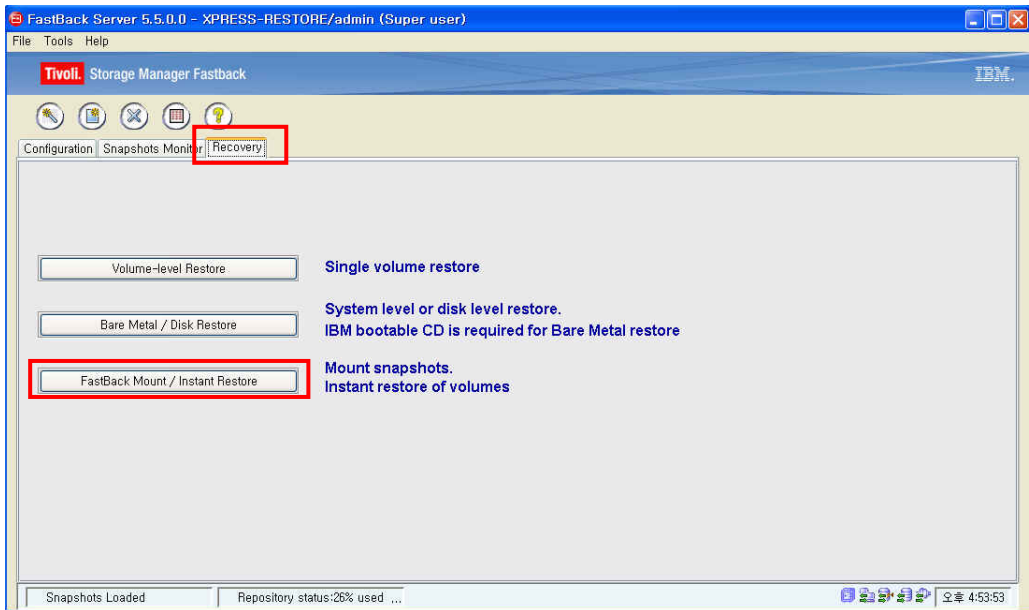 FastBack Server 5.5.0.0 - XPRESS-RESTORE/admin (Super user)
File Tools Help
Tivoli. Storage Manager Fastback
IBM.
Configuration Snapshots Monitor Recovery
Volume-level Restore
Single volume restore
Bare Metal / Disk Restore
System level or disk level restore.
IBM bootable CD is required for Bare Metal restore
FastBack Mount / Instant Restore
Mount snapshots.
Instant restore of volumes
Snapshots Loaded
Repository status:26% used ...
오후 4:53:53